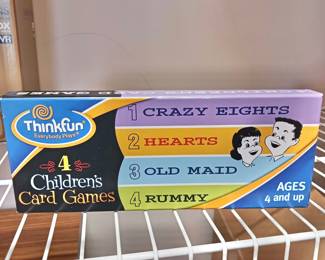 Thinkfun
Everybody Plays
4
Children's
Card Games
1 CRAZY EIGHTS
2 HEARTS
3 OLD MAID
4 RUMMY
AGES
4 and up